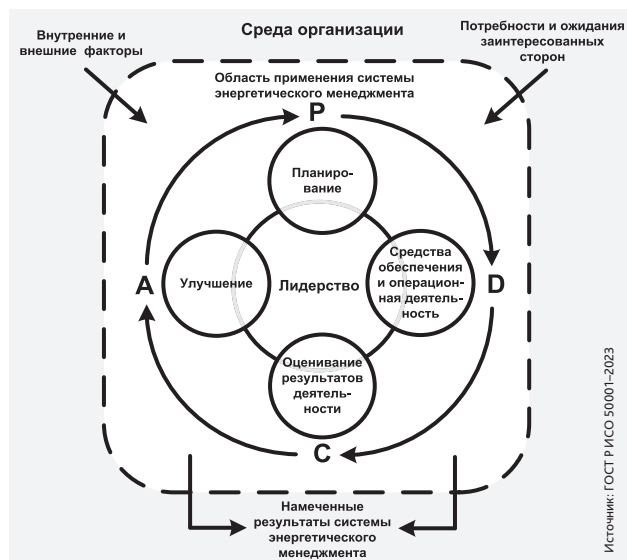 Среда организации
Внутренние и
внешние факторы
Потребности и ожидания
заинтересованных
сторон
Область применения системы
энергетического менеджмента
P
Планиро-
вание
A
Улучшение
Лидерство
Средства
обеспечения
и операцион-
ная деятель-
ность
D
Оценивание
результатов
деятель-
ности
C
Намеченные
результаты системы
энергетического
менеджмента
Источник: ГОСТ Р ИСО 50001–2023